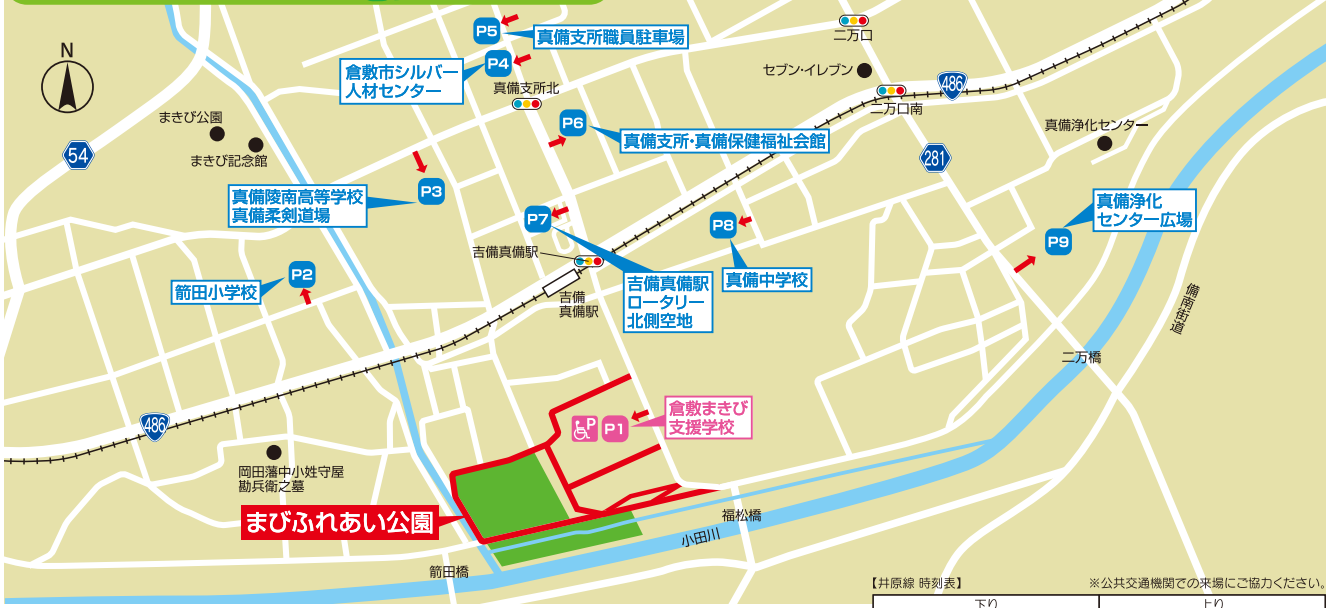 P5
真備支所職員駐車場
二万口
倉敷市シルバー
人材センター
P4
セブン・イレブン
N
真備支所北
486
二万口南
まきび公園
P6
真備支所・真備保健福祉会館
真備浄化センター
54
まきび記念館
281
真備陵南高等学校
真備柔剣道場
P3
真備浄化
センター広場
P7
P8
P9
吉備真備駅
箭田小学校
P2
吉備真備駅
ロータリー
北側空地
真備中学校
吉備
真備駅
備南街道
二万橋
486
P
P1
倉敷まきび
支援学校
岡田藩中小姓守屋
勘兵衛之墓
まびふれあい公園
福松橋
小田川
箭田橋
【井原線 時刻表】
※公共交通機関での来場にご協力ください。
下り
上り